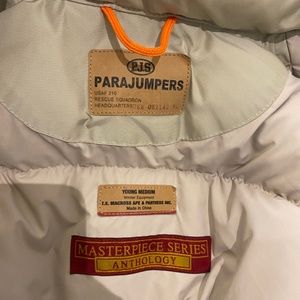 PJS
PARAJUMPERS
USAF 210
RESCUE SQUADRON
HEADQUARTERS
YOUNG MEDIUM
Winter Equipment
Made in China
MASTERPIECE SERIES
ANTHOLOGY